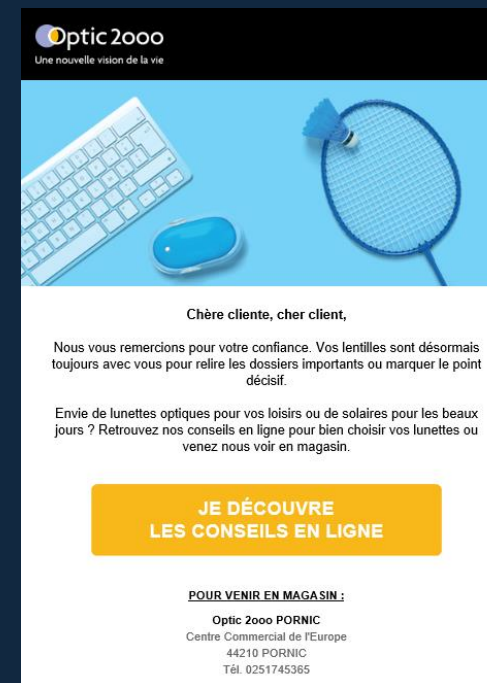 Optic 2ooo
Une nouvelle vision de la vie
Chère cliente, cher client,
Nous vous remercions pour votre confiance. Vos lentilles sont désormais
toujours avec vous pour relire les dossiers importants ou marquer le point
décisif.
Envie de lunettes optiques pour vos loisirs ou de solaires pour les beaux
jours ? Retrouvez nos conseils en ligne pour bien choisir vos lunettes ou
venez nous voir en magasin.
JE DÉCOUVRE
LES CONSEILS EN LIGNE
POUR VENIR EN MAGASIN :
Optic 2ooo PORNIC
Centre Commercial de l'Europe
44210 PORNIC
Tél. 0251745365